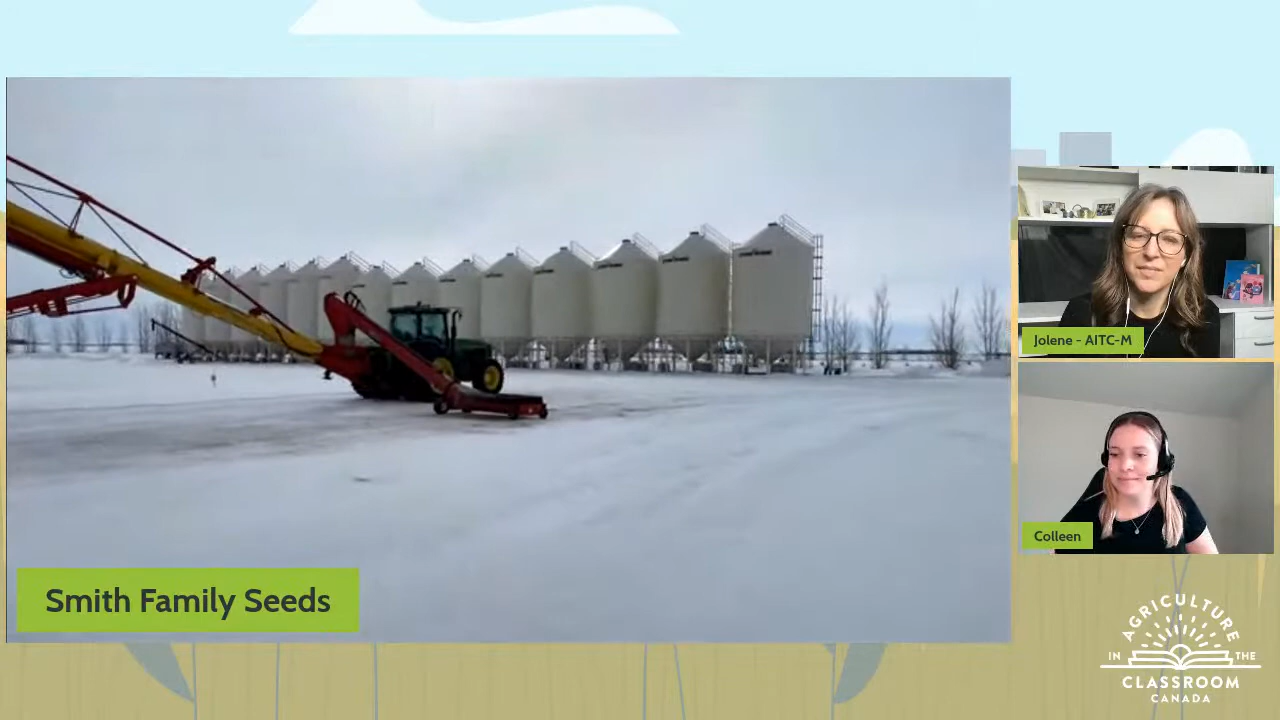 Smith Family Seeds
Jolene - AITC-M
Colleen
AGRICULTURE
IN THE
CLASSROOM
CANADA